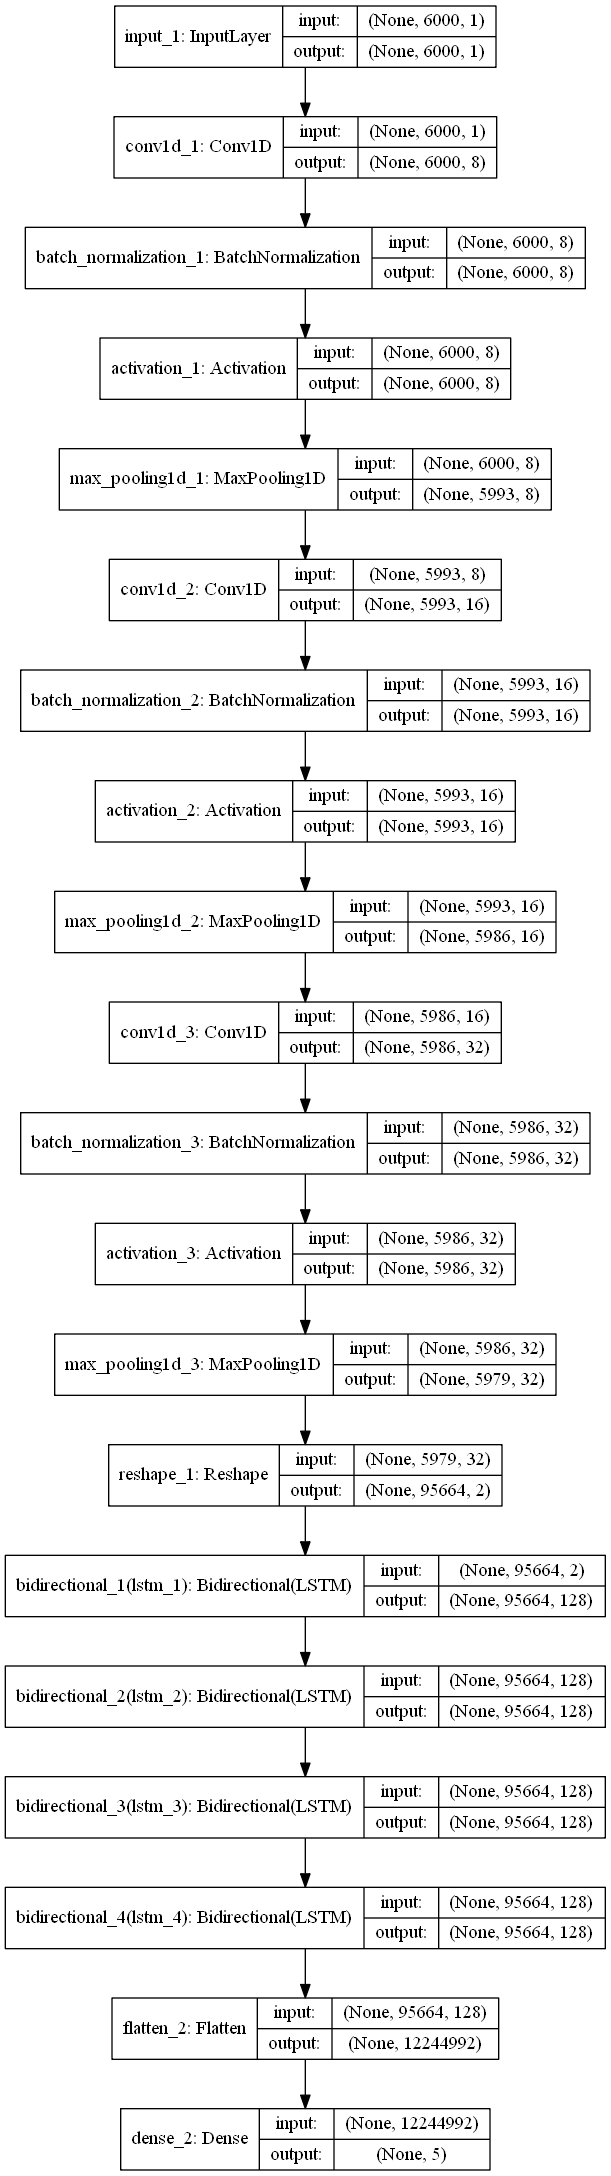 input_1: InputLayer
input: (None, 6000, 1)
output: (None, 6000, 1)
conv1d_1: Conv1D
input: (None, 6000, 1)
output: (None, 6000, 8)
batch_normalization_1: BatchNormalization
input: (None, 6000, 8)
output: (None, 6000, 8)
activation_1: Activation
input: (None, 6000, 8)
output: (None, 6000, 8)
max_pooling1d_1: MaxPooling1D
input: (None, 6000, 8)
output: (None, 5993, 8)
conv1d_2: Conv1D
input: (None, 5993, 8)
output: (None, 5993, 16)
batch_normalization_2: BatchNormalization
input: (None, 5993, 16)
output: (None, 5993, 16)
activation_2: Activation
input: (None, 5993, 16)
output: (None, 5993, 16)
max_pooling1d_2: MaxPooling1D
input: (None, 5993, 16)
output: (None, 5986, 16)
conv1d_3: Conv1D
input: (None, 5986, 16)
output: (None, 5986, 32)
batch_normalization_3: BatchNormalization
input: (None, 5986, 32)
output: (None, 5986, 32)
activation_3: Activation
input: (None, 5986, 32)
output: (None, 5986, 32)
max_pooling1d_3: MaxPooling1D
input: (None, 5986, 32)
output: (None, 5979, 32)
reshape_1: Reshape
input: (None, 5979, 32)
output: (None, 95664, 2)
bidirectional_1(lstm_1): Bidirectional(LSTM)
input: (None, 95664, 2)
output: (None, 95664, 128)
bidirectional_2(lstm_2): Bidirectional(LSTM)
input: (None, 95664, 128)
output: (None, 95664, 128)
bidirectional_3(lstm_3): Bidirectional(LSTM)
input: (None, 95664, 128)
output: (None, 95664, 128)
bidirectional_4(lstm_4): Bidirectional(LSTM)
input: (None, 95664, 128)
output: (None, 95664, 128)
flatten_2: Flatten
input: (None, 95664, 128)
output: (None, 12244992)
dense_2: Dense
input: (None, 12244992)
output: (None, 5)